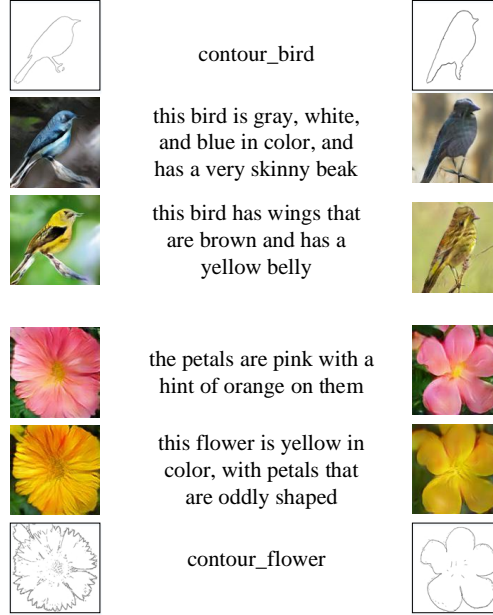 contour_bird
this bird is gray, white,
and blue in color, and
has a very skinny beak
this bird has wings that
are brown and has a
yellow belly
the petals are pink with a
hint of orange on them
this flower is yellow in
color, with petals that
are oddly shaped
contour_flower